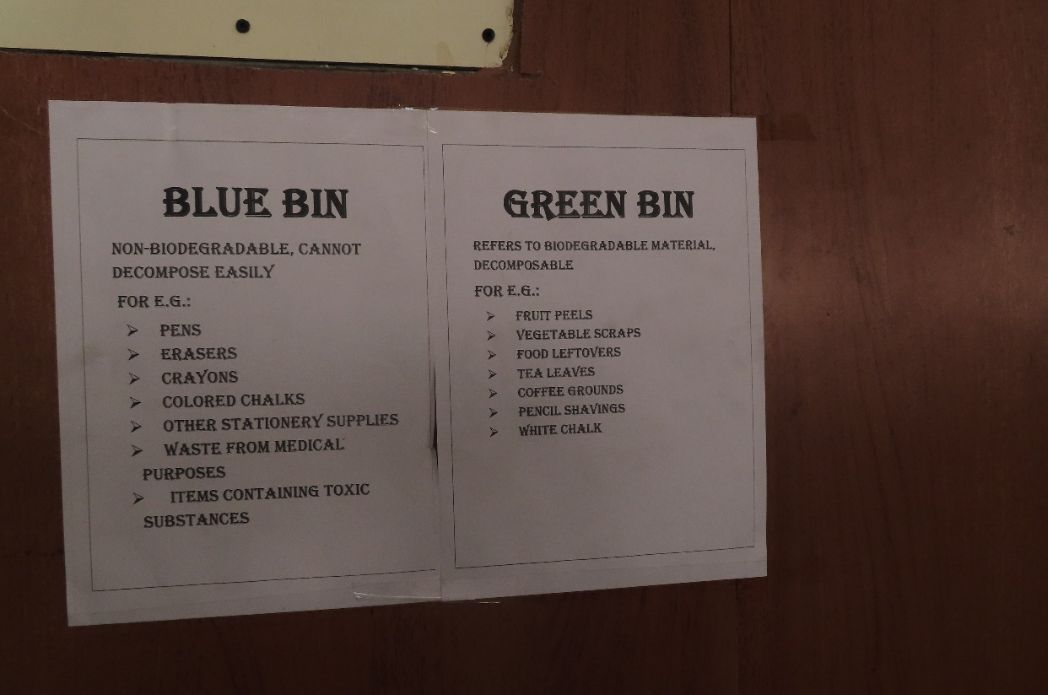 BLUE BIN
NON-BIODEGRADABLE, CANNOT
DECOMPOSE EASILY
FOR E.G.:
➢ PENS
➢ ERASERS
➢ CRAYONS
➢ COLORED CHALKS
➢ OTHER STATIONERY SUPPLIES
➢ WASTE FROM MEDICAL
PURPOSES
➢ ITEMS CONTAINING TOXIC
SUBSTANCES
GREEN BIN
REFERS TO BIODEGRADABLE MATERIAL,
DECOMPOSABLE
FOR E.G.:
➢ FRUIT PEELS
➢ VEGETABLE SCRAPS
➢ FOOD LEFTOVERS
➢ TEA LEAVES
➢ COFFEE GROUNDS
➢ PENCIL SHAVINGS
➢ WHITE CHALK